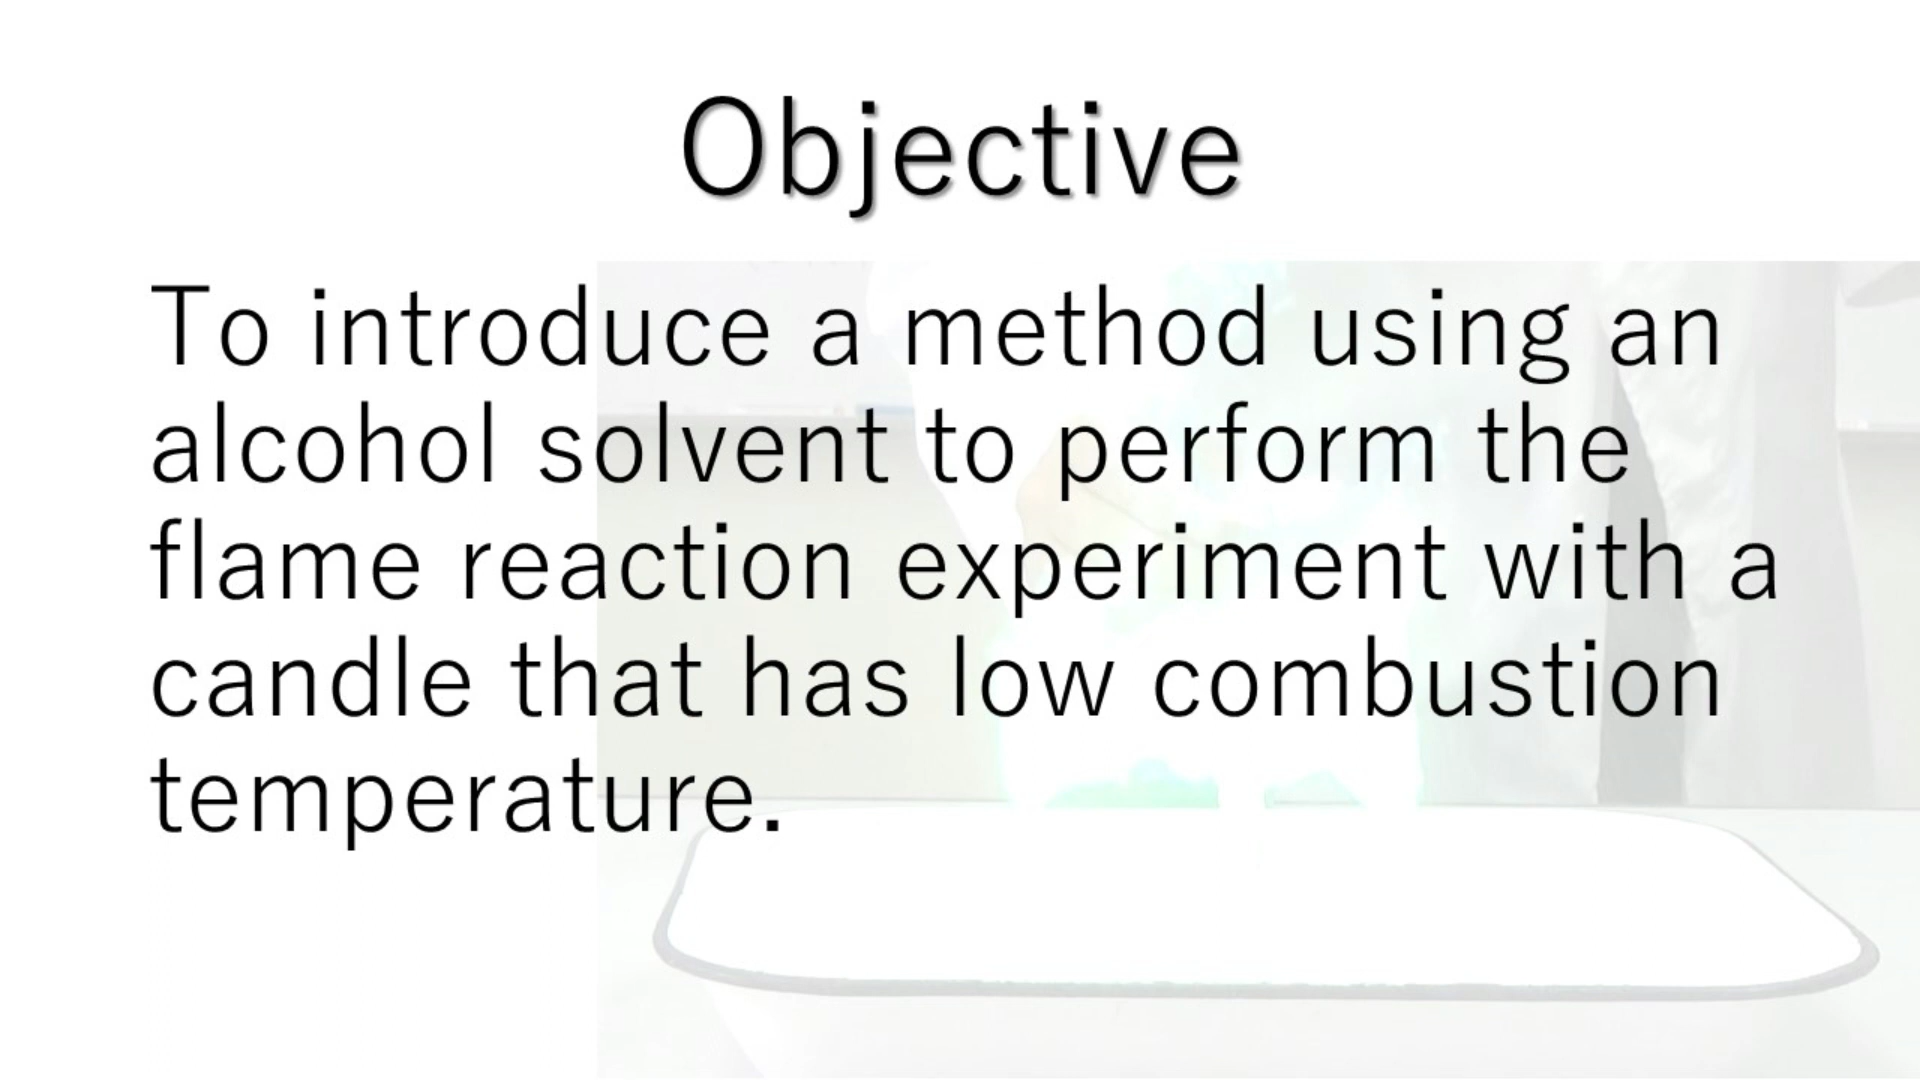 Objective
To introduce a method using an
alcohol solvent to perform the
flame reaction experiment with a
candle that has low combustion
temperature.